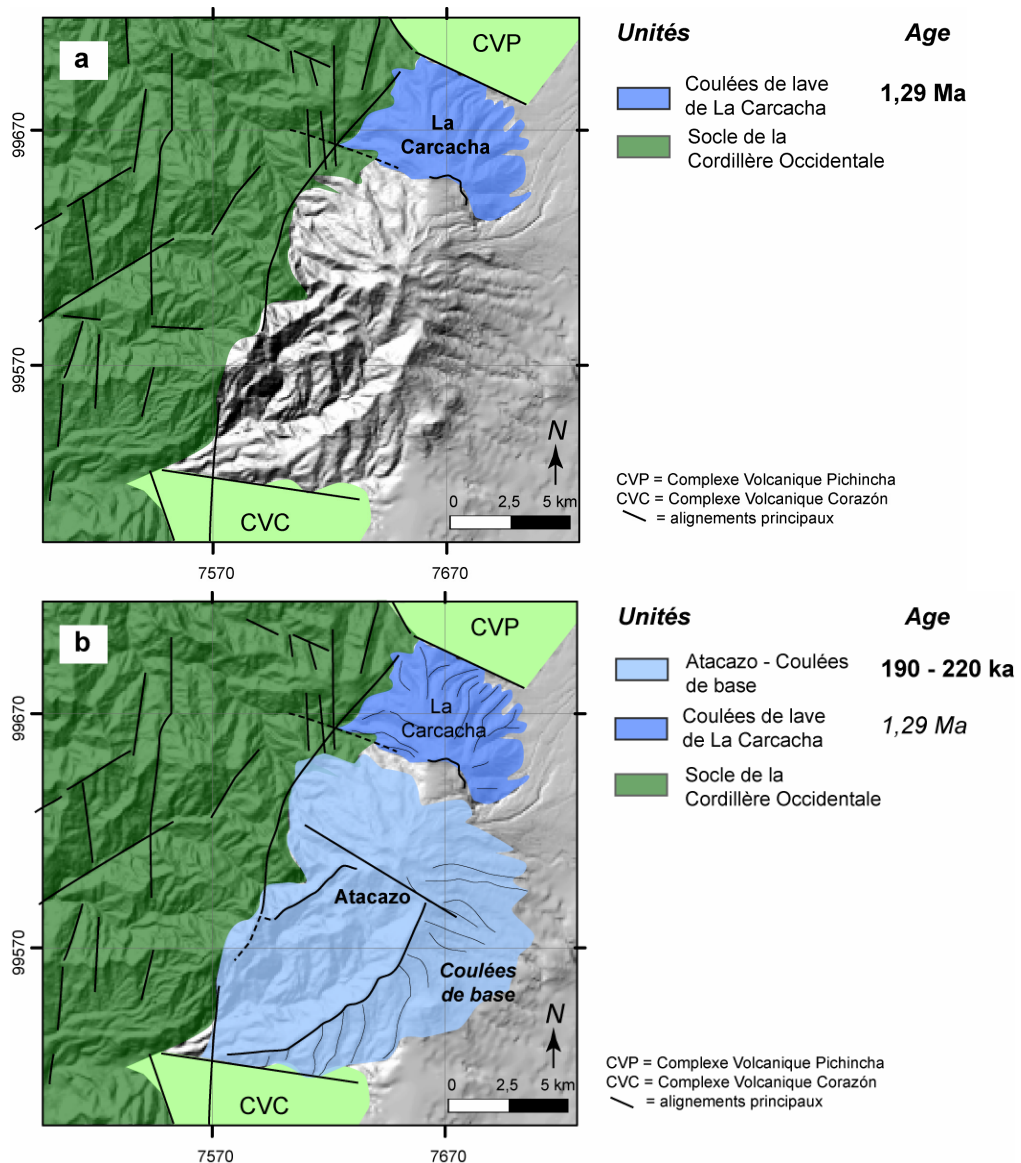 a
CVP
La
Carcacha
CVC
N
0 2,5 5 km
99670
99570
7570 7670
Unités Age
Coulées de lave
de La Carcacha
1,29 Ma
Socle de la
Cordillère Occidentale
CVP = Complexe Volcanique Pichincha
CVC = Complexe Volcanique Corazón
= alignements principaux
b
CVP
La
Carcacha
Atacazo
Coulées
de base
CVC
N
0 2,5 5 km
99670
99570
7570 7670
Unités Age
Atacazo - Coulées
de base
190 - 220 ka
Coulées de lave
de La Carcacha
1,29 Ma
Socle de la
Cordillère Occidentale
CVP = Complexe Volcanique Pichincha
CVC = Complexe Volcanique Corazón
= alignements principaux